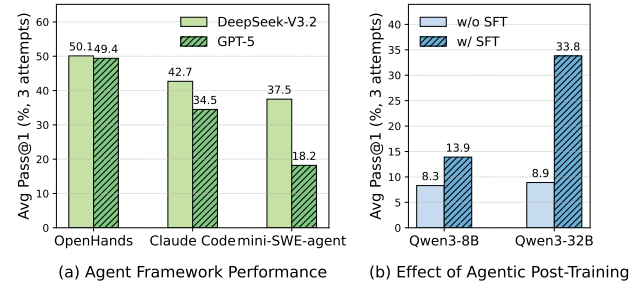 Avg Pass@1 (%, 3 attempts)
60
50
40
30
20
10
0
DeepSeek-V3.2
GPT-5
50.1
49.4
42.7
34.5
37.5
18.2
OpenHands
Claude Code
mini-SWE-agent
(a) Agent Framework Performance
Avg Pass@1 (%, 3 attempts)
40
35
30
25
20
15
10
5
0
w/o SFT
w/ SFT
8.3
13.9
8.9
33.8
Qwen3-8B
Qwen3-32B
(b) Effect of Agentic Post-Training